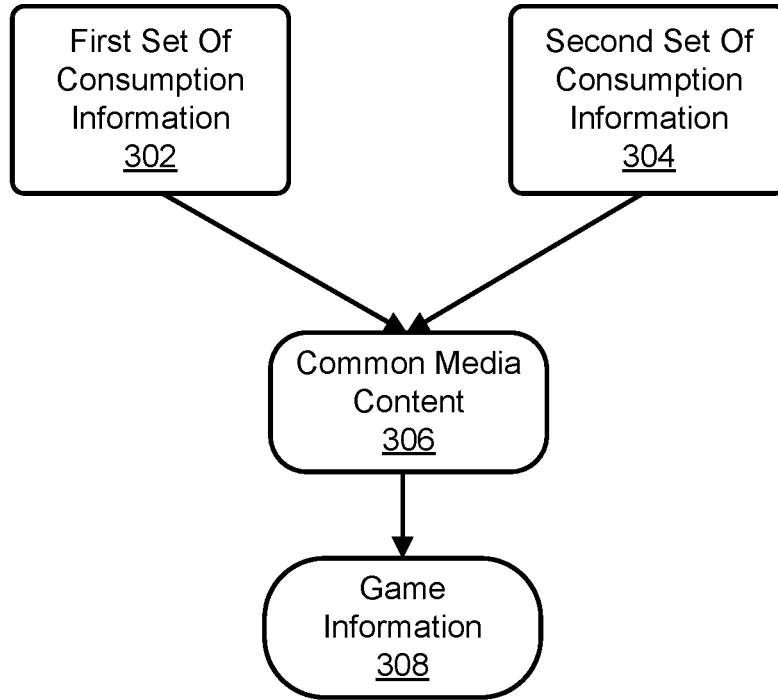 First Set Of
Consumption
Information
302
Second Set Of
Consumption
Information
304
Common Media
Content
306
Game
Information
308